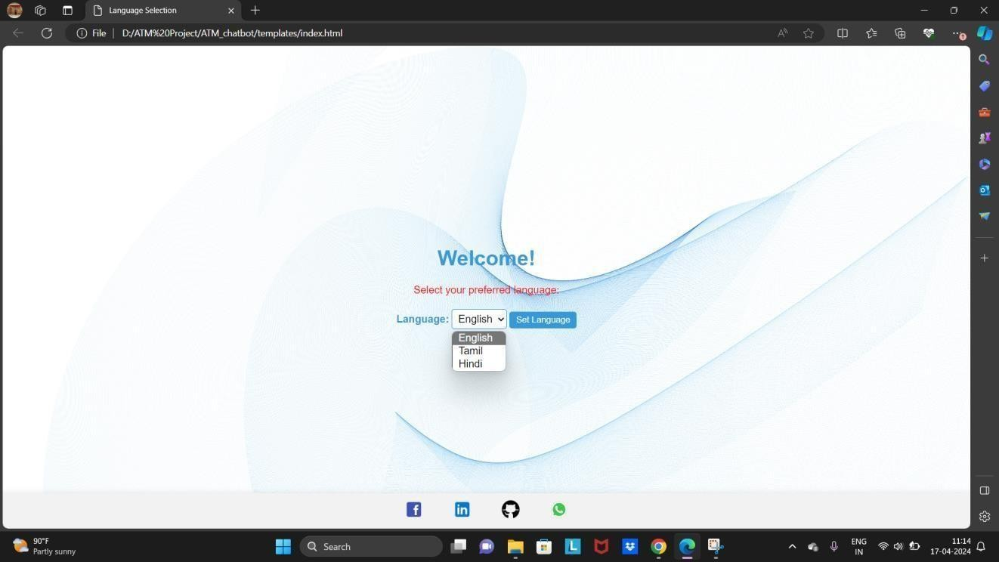 Language Selection
File
D:/ATM%20Project/ATM_chatbot/templates/index.html
Welcome!
Select your preferred language:
Language: English Set Language
English
Tamil
Hindi
90°F
Partly sunny
Search
ENG
IN
11:14
17-04-2024